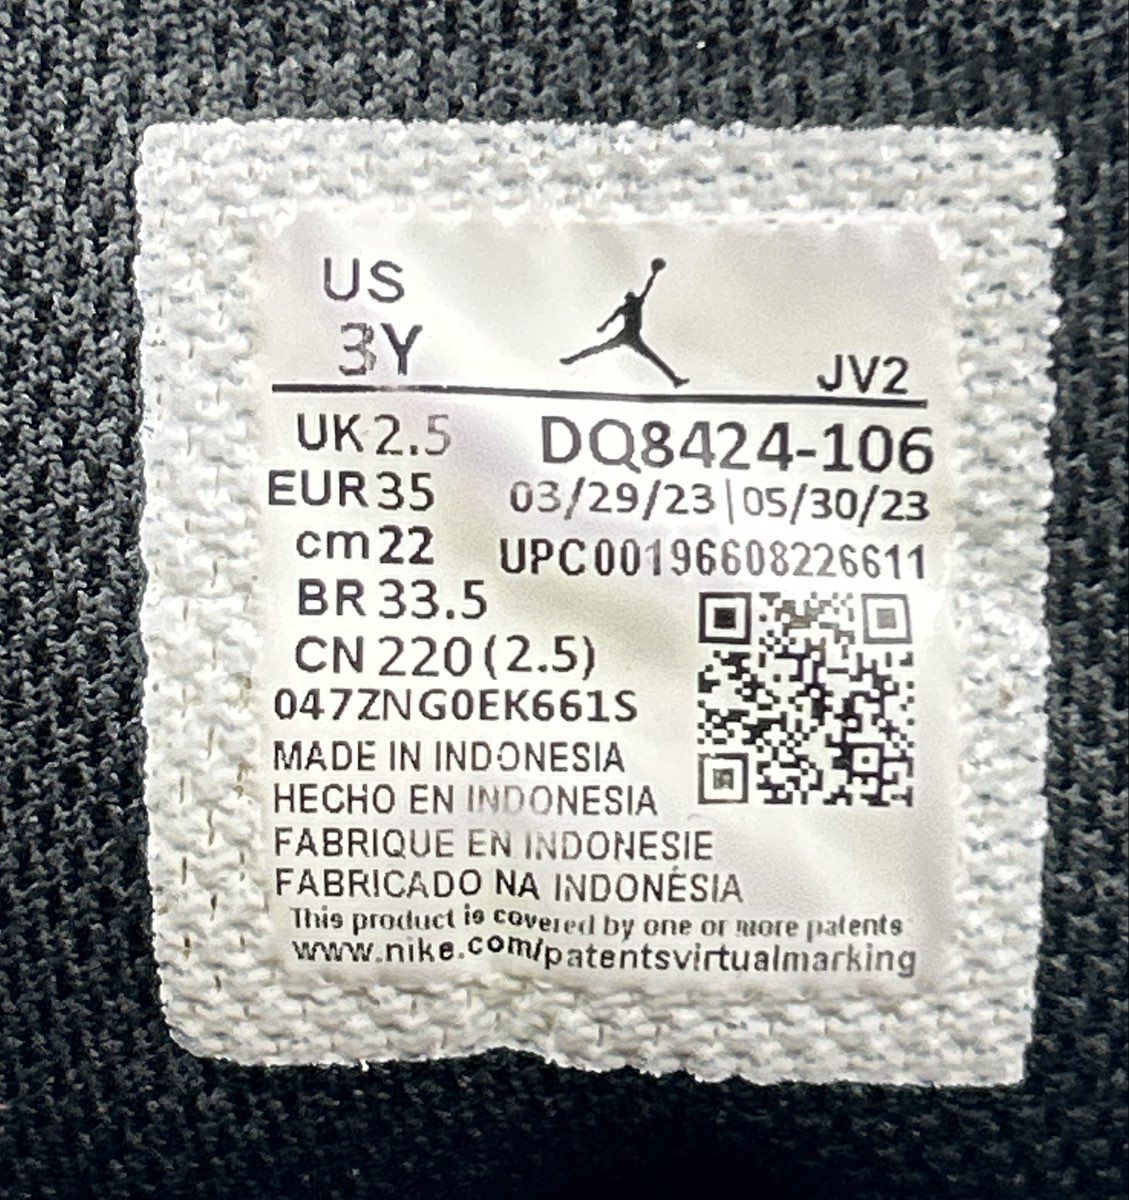 US
3Y
JV2
UK 2.5
DQ8424-106
EUR 35
03/29/23|05/30/23
cm 22
UPC00196608226611
BR 33.5
CN 220 (2.5)
047ZNG0EK661S
MADE IN INDONESIA
HECHO EN INDONESIA
FABRIQUE EN INDONESIE
FABRICADO NA INDONÉSIA
This product is covered by one or more patents
www.nike.com/patentsvirtualmarking